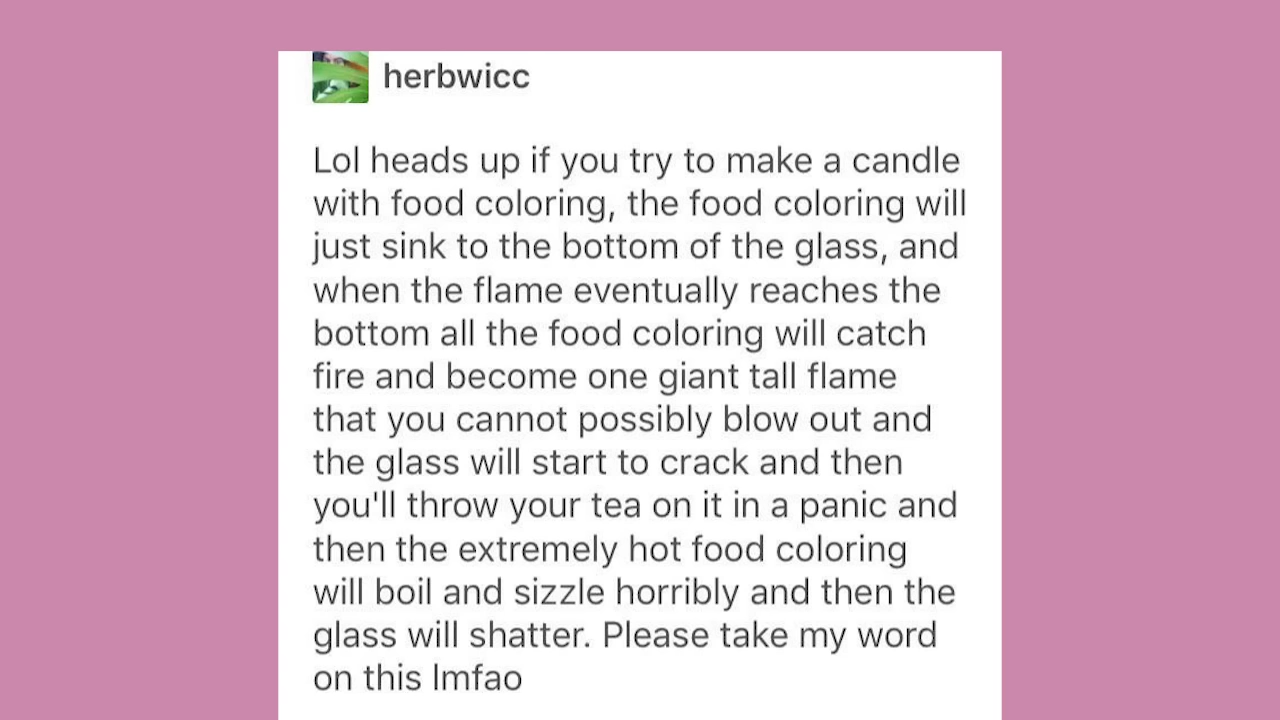 herbwicc
Lol heads up if you try to make a candle
with food coloring, the food coloring will
just sink to the bottom of the glass, and
when the flame eventually reaches the
bottom all the food coloring will catch
fire and become one giant tall flame
that you cannot possibly blow out and
the glass will start to crack and then
you'll throw your tea on it in a panic and
then the extremely hot food coloring
will boil and sizzle horribly and then the
glass will shatter. Please take my word
on this lmfao